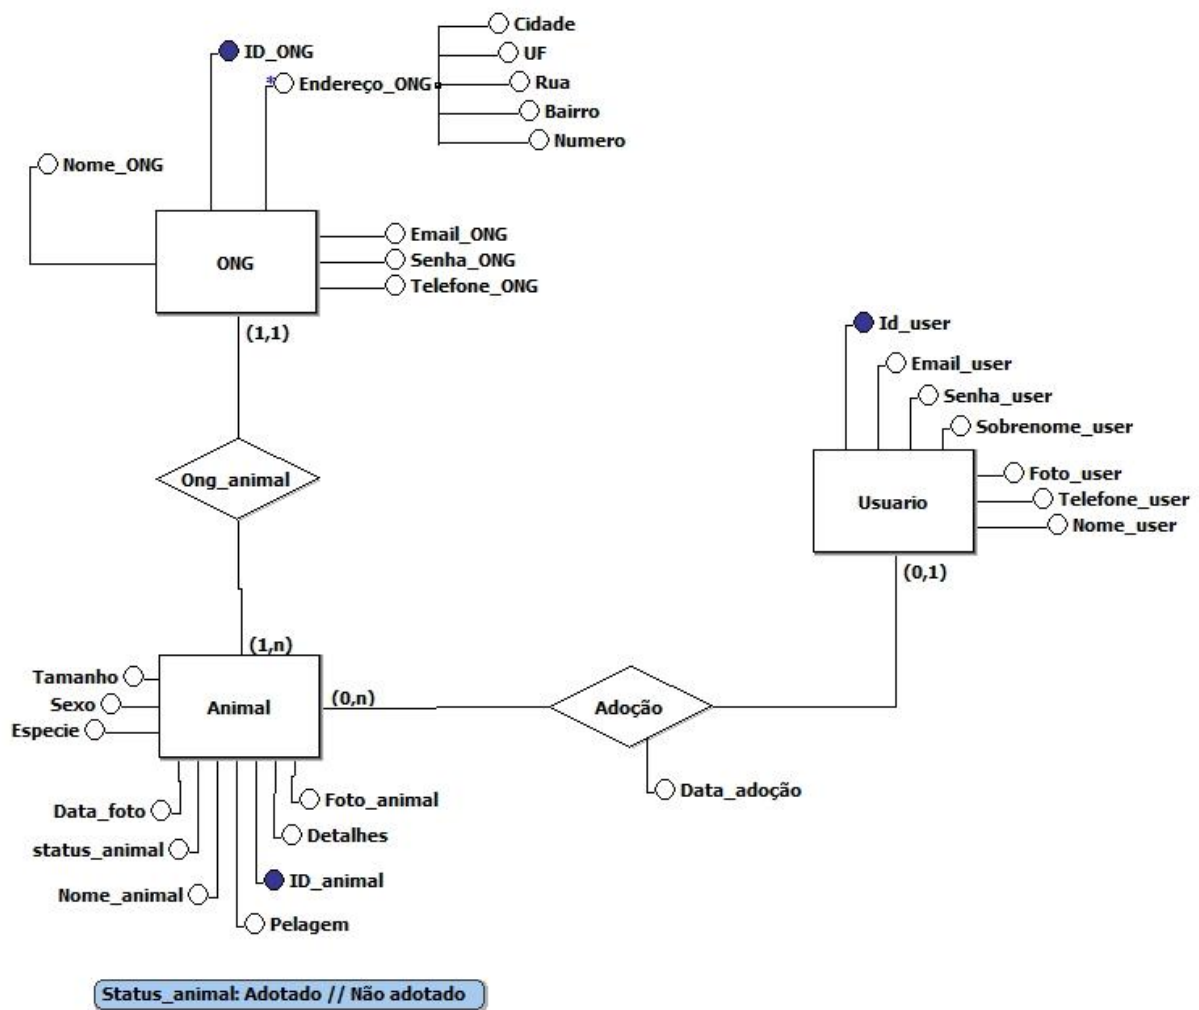 Cidade
ID_ONG
UF
* Endereço_ONG
Rua
Bairro
Numero
Nome_ONG
Email_ONG
ONG
Senha_ONG
Telefone_ONG
(1,1)
Id_user
Email_user
Senha_user
Sobrenome_user
Foto_user
Ong_animal
Usuario
Telefone_user
Nome_user
(0,1)
(1,n)
Tamanho
(0,n)
Sexo
Animal
Adoção
Especie
Data_adoção
Foto_animal
Data_foto
Detalhes
status_animal
ID_animal
Nome_animal
Pelagem
Status_animal: Adotado // Não adotado